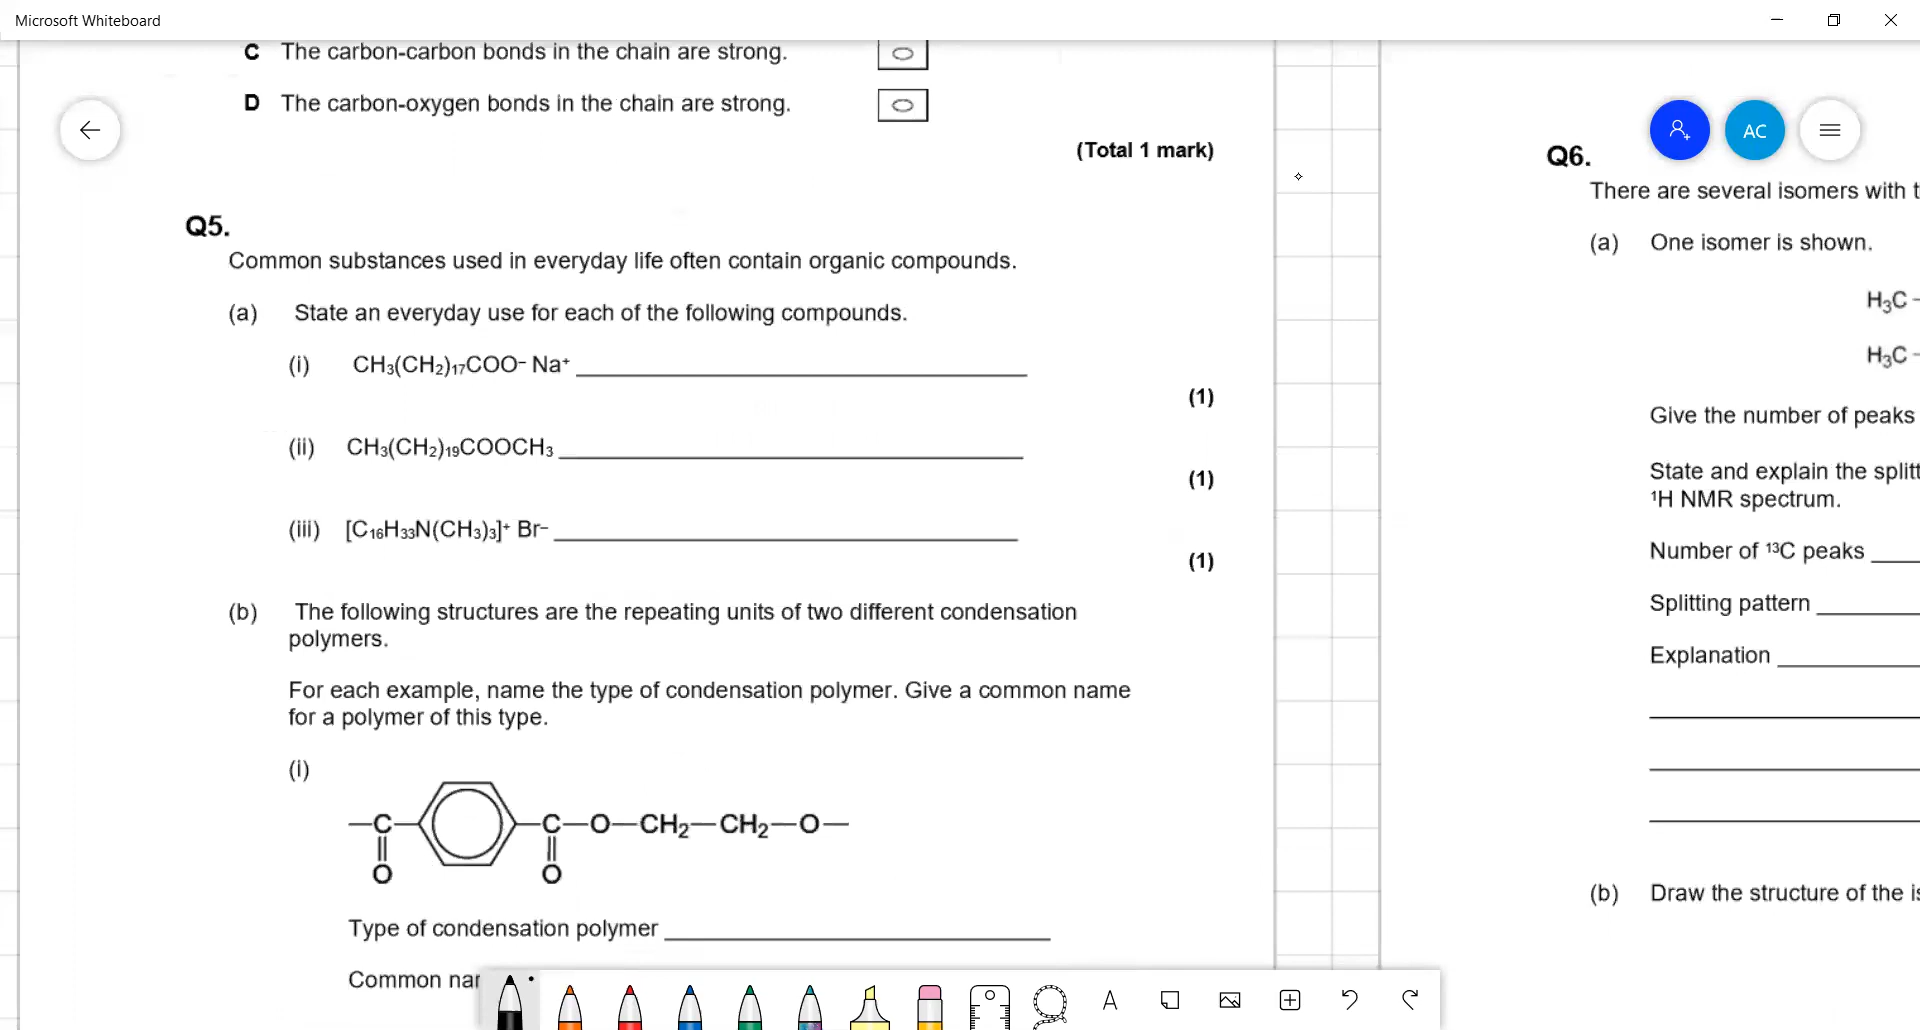 Microsoft Whiteboard
C The carbon-carbon bonds in the chain are strong.
D The carbon-oxygen bonds in the chain are strong.
(Total 1 mark)
AC
Q5.
Common substances used in everyday life often contain organic compounds.
(a) State an everyday use for each of the following compounds.
(i) CH₃(CH₂)₁₇COO⁻ Na⁺
(1)
(ii) CH₃(CH₂)₁₉COOCH₃
(1)
(iii) [C₁₆H₃₃N(CH₃)₃]⁺ Br⁻
(1)
(b) The following structures are the repeating units of two different condensation
polymers.
For each example, name the type of condensation polymer. Give a common name
for a polymer of this type.
(i)
—C— —C—O—CH₂—CH₂—O—
O O
Type of condensation polymer
Common
Q6.
There are several isomers with
(a) One isomer is shown.
H₃C
H₃C
Give the number of peaks
State and explain the
¹H NMR spectrum.
Number of ¹³C peaks
Splitting pattern
Explanation
(b) Draw the structure of the
A